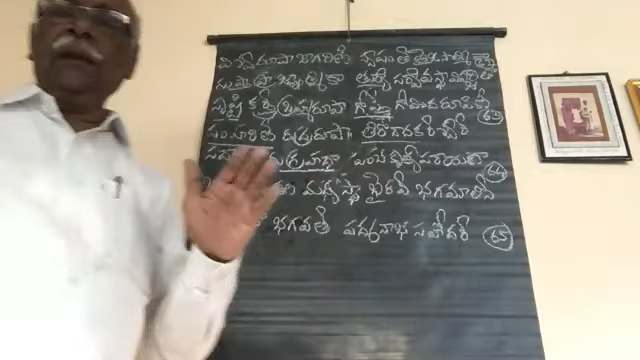 విశ్వరూపా జాగరిణీ స్వపంతీ తైజసాత్మికా
సుప్తా ప్రాజ్ఞాత్మికా తుర్యా సర్వావస్థావివర్జితా
సృష్టికర్త్రీ బ్రహ్మరూపా గోప్త్రీ గోవిందరూపిణీ 63
సంహారిణీ రుద్రరూపా తిరోధానకరీశ్వరీ
నుగ్రహదా పంచకృత్యపరాయణా 64
మధ్యస్థా భైరవీ భగమాలినీ
భగవతీ పద్మనాభ సహోదరీ 65